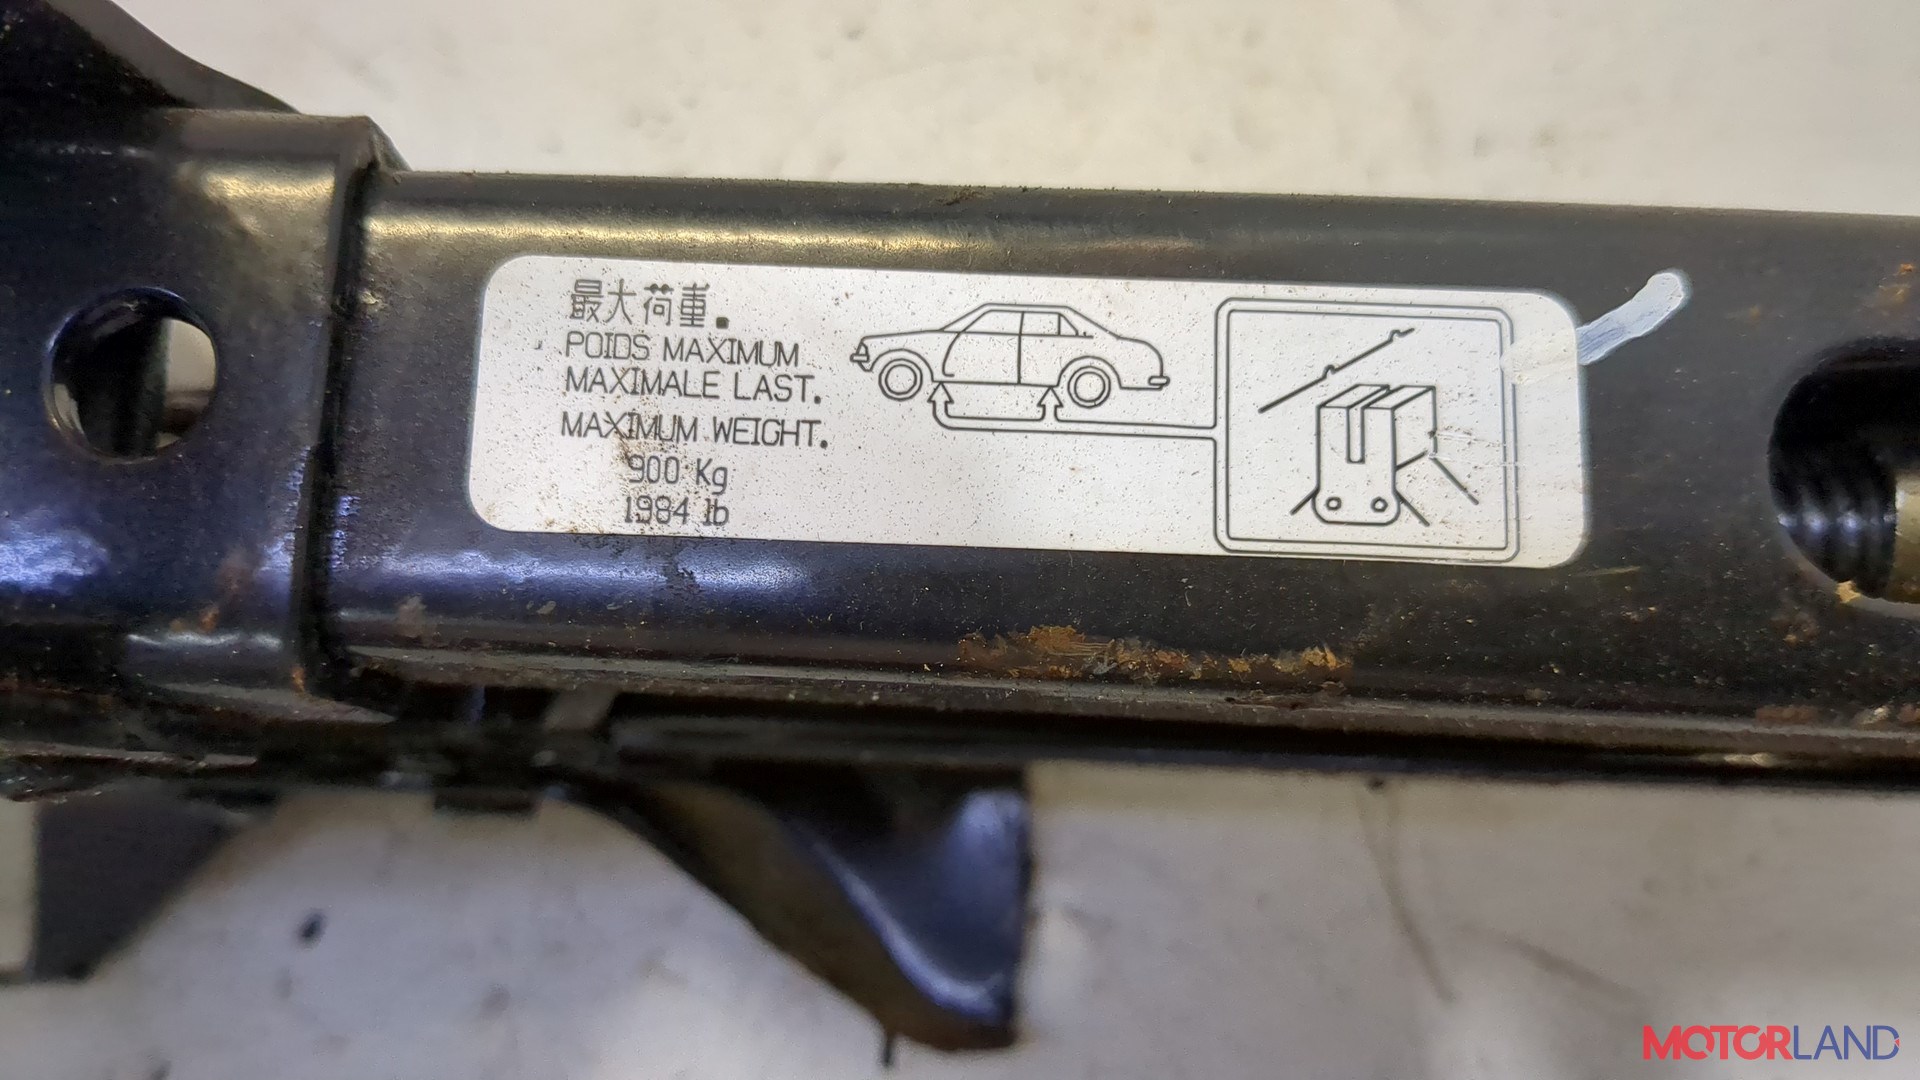 最大荷重.
POIDS MAXIMUM
MAXIMALE LAST.
MAXIMUM WEIGHT.
900 Kg
1984 lb
MOTORLAND